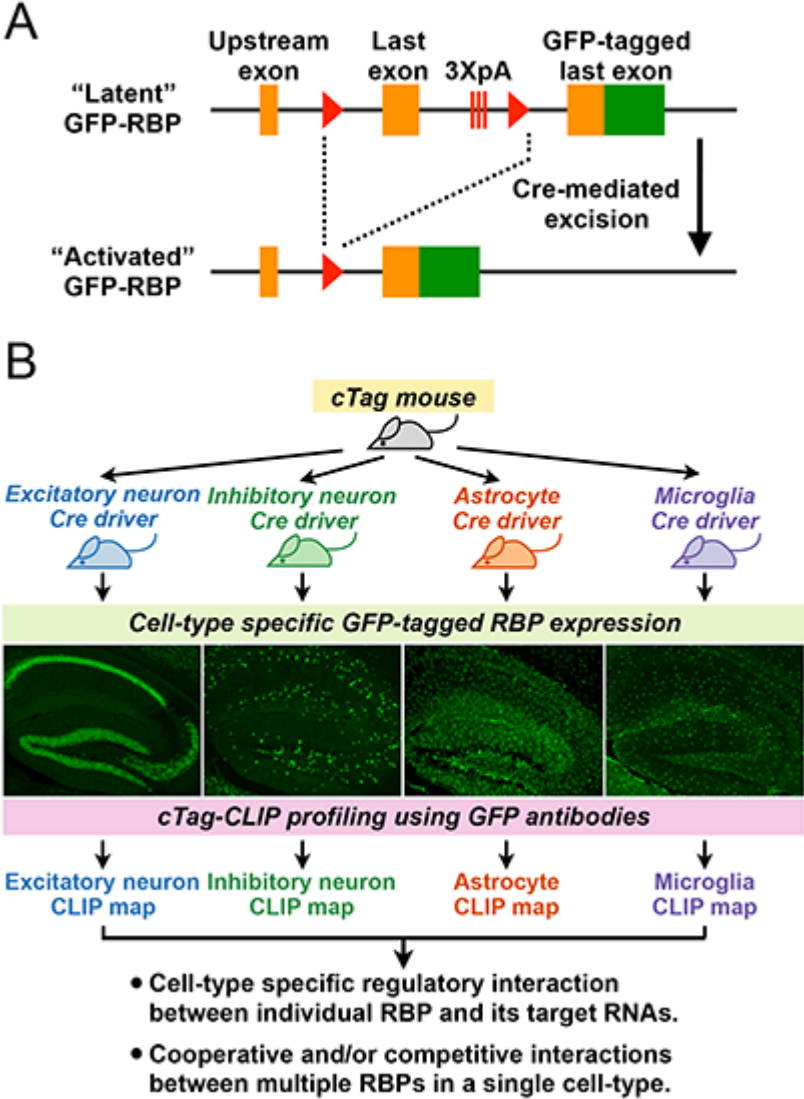 A
Upstream exon
Last exon
3XpA
GFP-tagged last exon
“Latent”
GFP-RBP
Cre-mediated
excision
“Activated”
GFP-RBP
B
cTag mouse
Excitatory neuron
Cre driver
Inhibitory neuron
Cre driver
Astrocyte
Cre driver
Microglia
Cre driver
Cell-type specific GFP-tagged RBP expression
cTag-CLIP profiling using GFP antibodies
Excitatory neuron
CLIP map
Inhibitory neuron
CLIP map
Astrocyte
CLIP map
Microglia
CLIP map
• Cell-type specific regulatory interaction
between individual RBP and its target RNAs.
• Cooperative and/or competitive interactions
between multiple RBPs in a single cell-type.